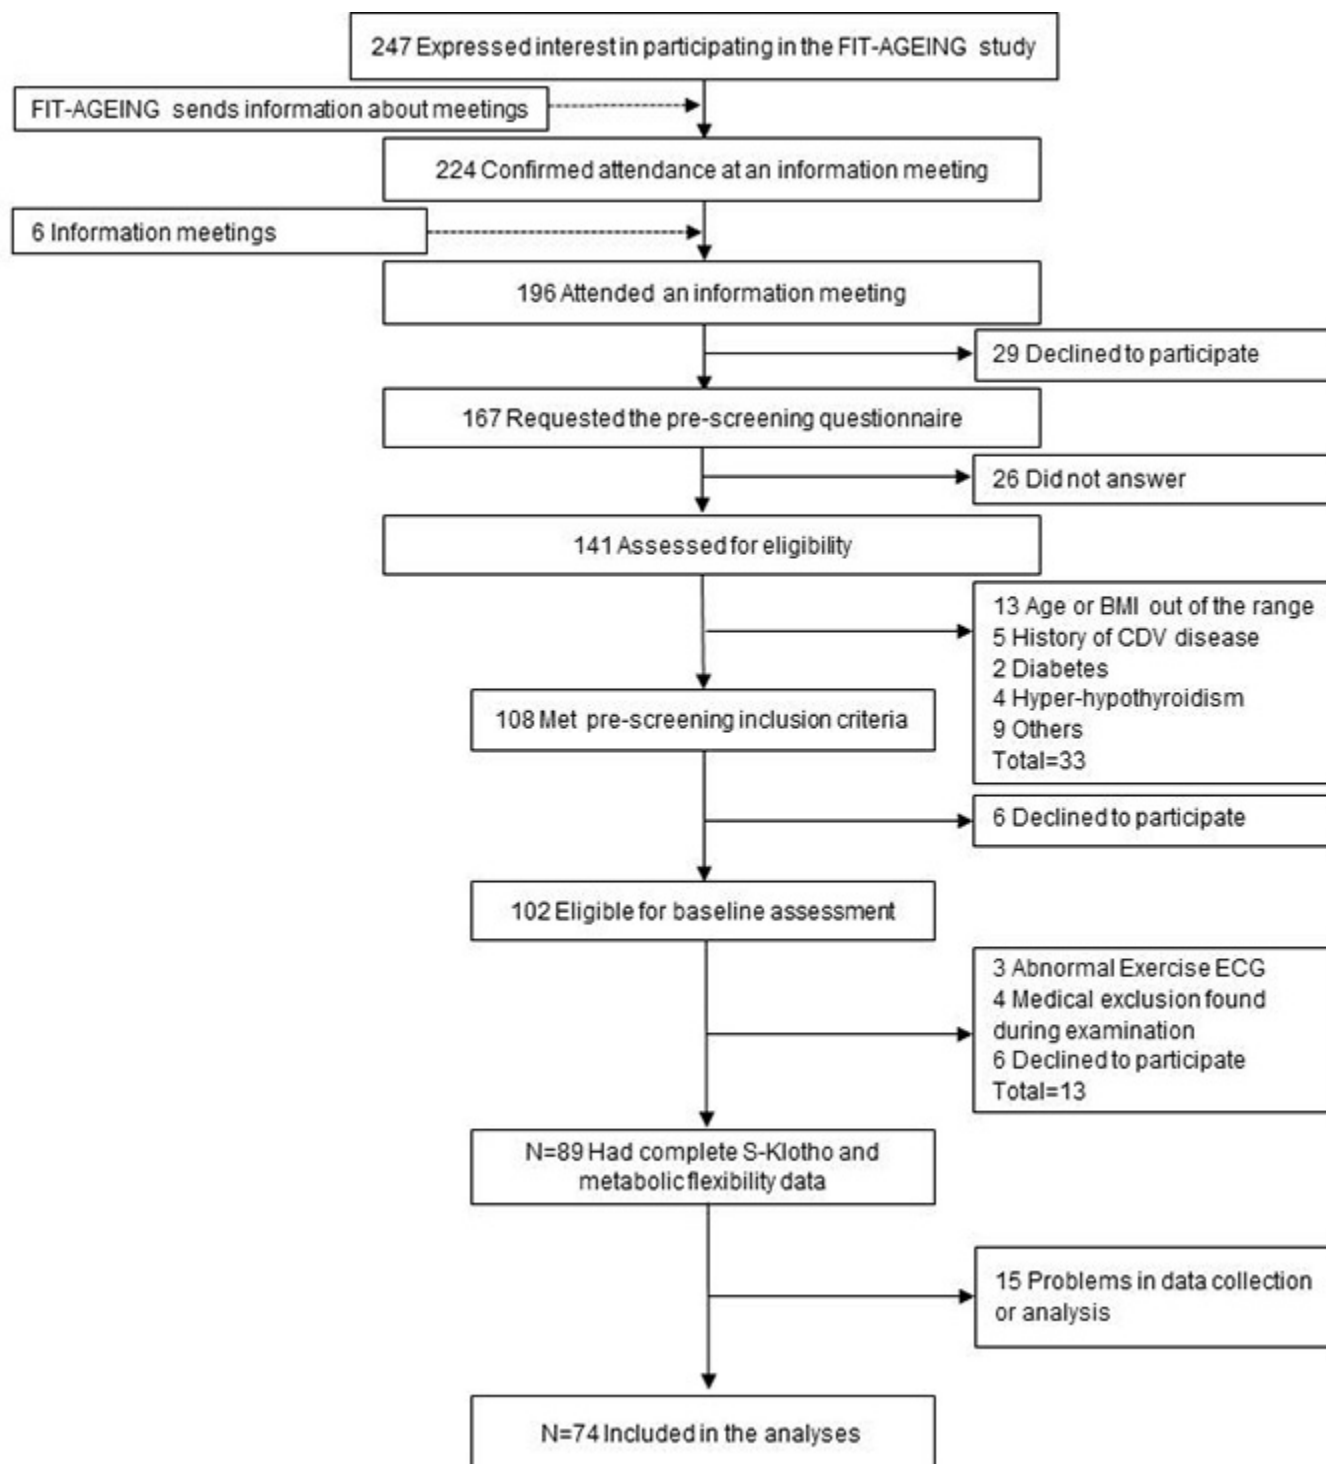 247 Expressed interest in participating in the FIT-AGEING study
FIT-AGEING sends information about meetings
224 Confirmed attendance at an information meeting
6 Information meetings
196 Attended an information meeting
29 Declined to participate
167 Requested the pre-screening questionnaire
26 Did not answer
141 Assessed for eligibility
13 Age or BMI out of the range
5 History of CDV disease
2 Diabetes
4 Hyper-hypothyroidism
9 Others
Total=33
108 Met pre-screening inclusion criteria
6 Declined to participate
102 Eligible for baseline assessment
3 Abnormal Exercise ECG
4 Medical exclusion found
during examination
6 Declined to participate
Total=13
N=89 Had complete S-Klotho and
metabolic flexibility data
15 Problems in data collection
or analysis
N=74 Included in the analyses